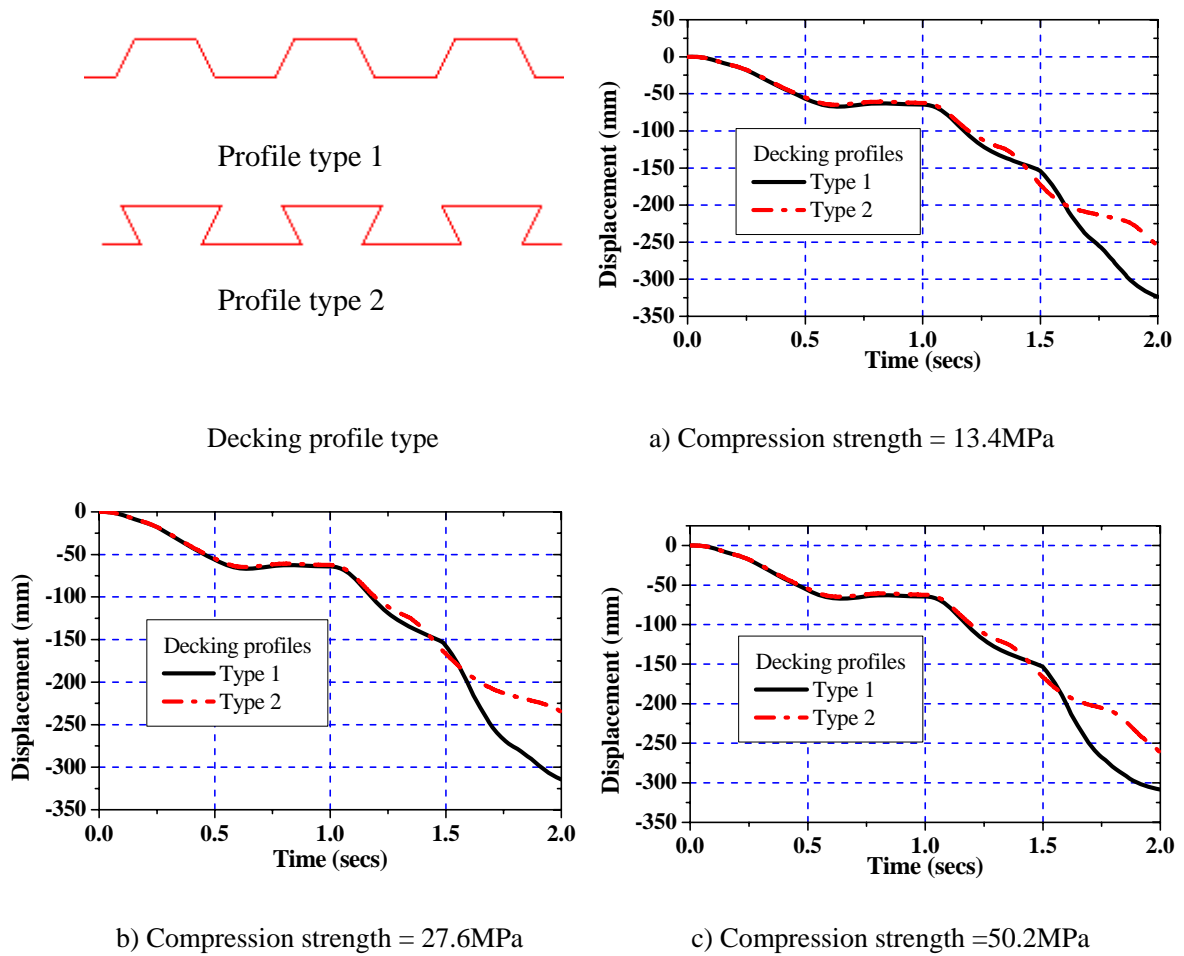 Profile type 1
Profile type 2
Decking profile type
50
0
-50
-100
-150
-200
-250
-300
-350
0.0 0.5 1.0 1.5 2.0
Displacement (mm)
Time (secs)
Decking profiles
Type 1
Type 2
a) Compression strength = 13.4MPa
0
-50
-100
-150
-200
-250
-300
-350
0.0 0.5 1.0 1.5 2.0
Displacement (mm)
Time (secs)
Decking profiles
Type 1
Type 2
b) Compression strength = 27.6MPa
0
-50
-100
-150
-200
-250
-300
-350
0.0 0.5 1.0 1.5 2.0
Displacement (mm)
Time (secs)
Decking profiles
Type 1
Type 2
c) Compression strength =50.2MPa